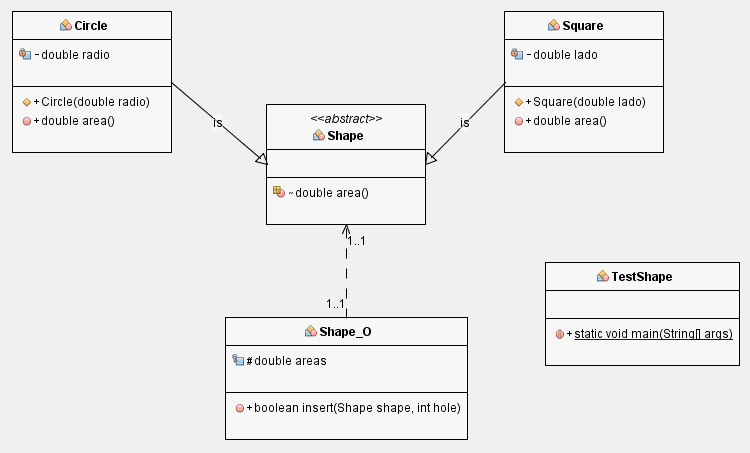 Circle
- double radio
+ Circle(double radio)
+ double area()
Square
- double lado
+ Square(double lado)
+ double area()
is
is
<<abstract>>
Shape
~ double area()
1..1
1..1
Shape_O
# double areas
+ boolean insert(Shape shape, int hole)
TestShape
+ static void main(String[] args)